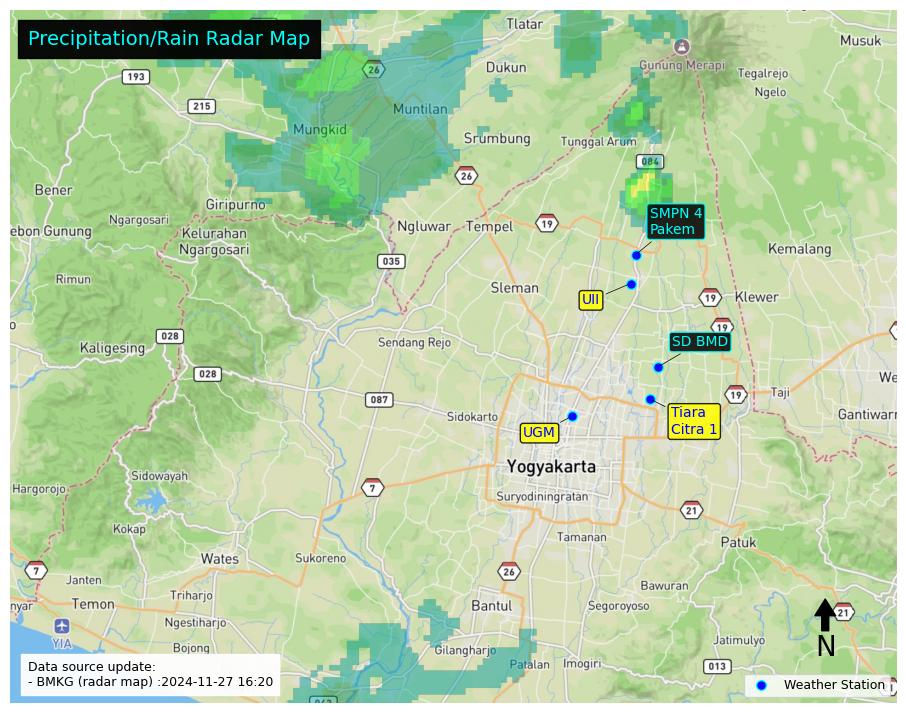 Precipitation/Rain Radar Map
Tlatar
Musuk
Gunung Merapi
26
193
Dukun
Tegalrejo
Ngelo
215
Muntilan
Mungkid
Srumbung
Tunggal Arum
084
26
Bener
Giripurno
Ngargosari
ebon Gunung
Kelurahan
Ngargosari
Ngluwar
Tempel
19
SMPN 4
Pakem
Kemalang
035
Rimun
Sleman
UII
19
Klewer
19
028
Kaligesing
Sendang Rejo
SD BMD
028
087
19
Taji
We
Sidokarto
Tiara
Citra 1
Gantiwarn
UGM
Yogyakarta
Sidowayah
Hargorojo
7
Suryodiningratan
21
Kokap
Tamanan
Patuk
Wates
Sukoreno
7
Janten
26
Bawuran
nyar
Temon
Triharjo
Bantul
Segoroyoso
21
Ngestiharjo
YIA
Bojong
Gilangharjo
Jatimulyo
N
Patalan
Imogiri
013
Data source update:
- BMKG (radar map) :2024-11-27 16:20
Weather Station